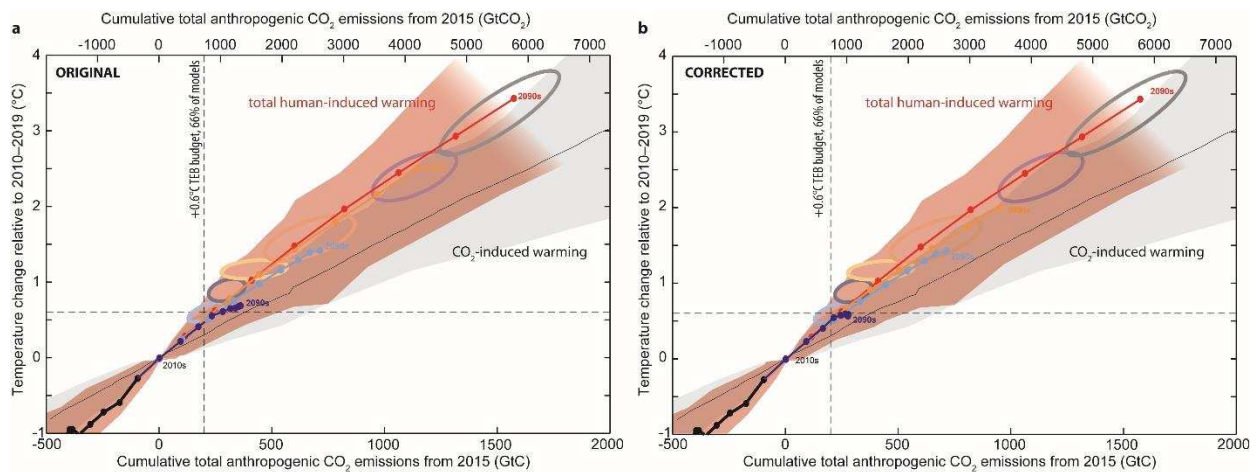 Cumulative total anthropogenic CO₂ emissions from 2015 (GtCO₂)
a
-1000 0 1000 2000 3000 4000 5000 6000 7000
ORIGINAL
total human-induced warming
2090s
+0.6°C TEB budget, 66% of models
2090s
CO₂-induced warming
2090s
2010s
4
3
2
1
0
-1
Temperature change relative to 2010–2019 (°C)
-500 0 500 1000 1500 2000
Cumulative total anthropogenic CO₂ emissions from 2015 (GtC)
Cumulative total anthropogenic CO₂ emissions from 2015 (GtCO₂)
b
-1000 0 1000 2000 3000 4000 5000 6000 7000
CORRECTED
total human-induced warming
2090s
+0.6°C TEB budget, 66% of models
2090s
CO₂-induced warming
2090s
2010s
4
3
2
1
0
-1
Temperature change relative to 2010–2019 (°C)
-500 0 500 1000 1500 2000
Cumulative total anthropogenic CO₂ emissions from 2015 (GtC)